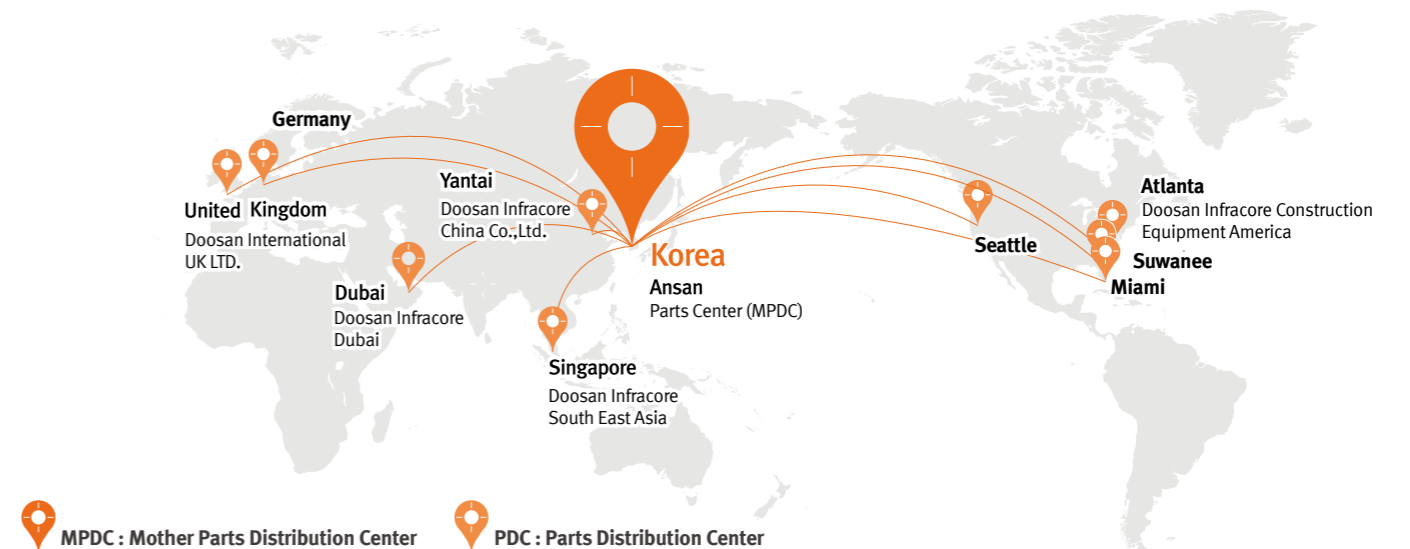 Germany
United Kingdom
Doosan International
UK LTD.
Yantai
Doosan Infracore
China Co.,Ltd.
Dubai
Doosan Infracore
Dubai
Korea
Ansan
Parts Center (MPDC)
Singapore
Doosan Infracore
South East Asia
Seattle
Atlanta
Doosan Infracore Construction
Equipment America
Suwanee
Miami
MPDC : Mother Parts Distribution Center
PDC : Parts Distribution Center